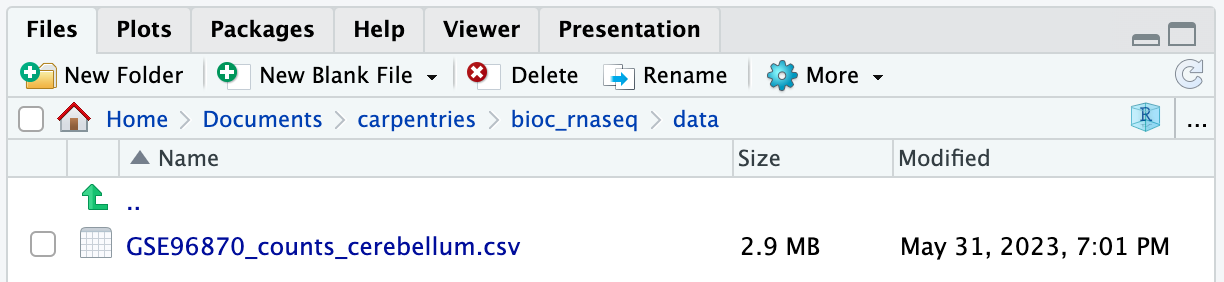 Files Plots Packages Help Viewer Presentation
New Folder New Blank File Delete Rename More
Home Documents carpentries bioc_rnaseq data R ...
Name Size Modified
..
GSE96870_counts_cerebellum.csv 2.9 MB May 31, 2023, 7:01 PM